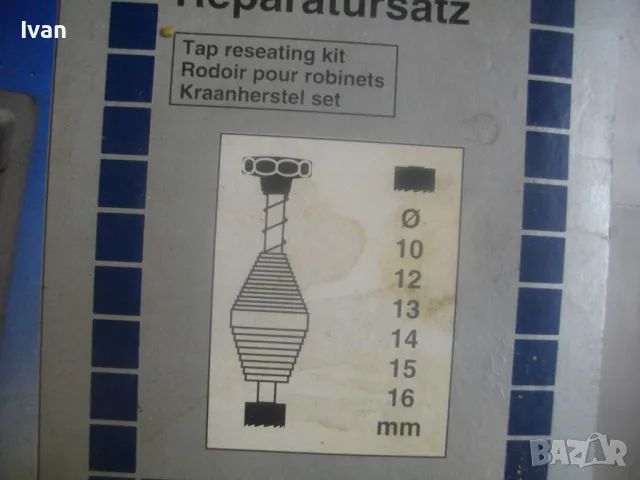 Ivan
Reparatursatz
Tap reseating kit
Rodoir pour robinets
Kraanherstel set
Ø
10
12
13
14
15
16
mm
BAZAR